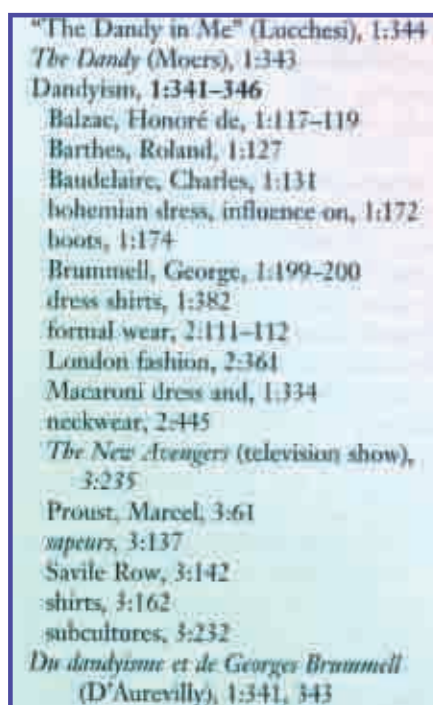 "The Dandy in Me" (Lucchesi), 1:344
The Dandy (Moers), 1:343
Dandyism, 1:341–346
Balzac, Honoré de, 1:117–119
Barthes, Roland, 1:127
Baudelaire, Charles, 1:131
bohemian dress, influence on, 1:172
boots, 1:174
Brummell, George, 1:199–200
dress shirts, 1:382
formal wear, 2:111–112
London fashion, 2:361
Macaroni dress and, 1:334
neckwear, 2:445
The New Avengers (television show),
3:235
Proust, Marcel, 3:61
sapeurs, 3:137
Savile Row, 3:142
shirts, 3:162
subcultures, 3:232
Du dandyisme et de Georges Brummell
(D'Aurevilly), 1:341, 343